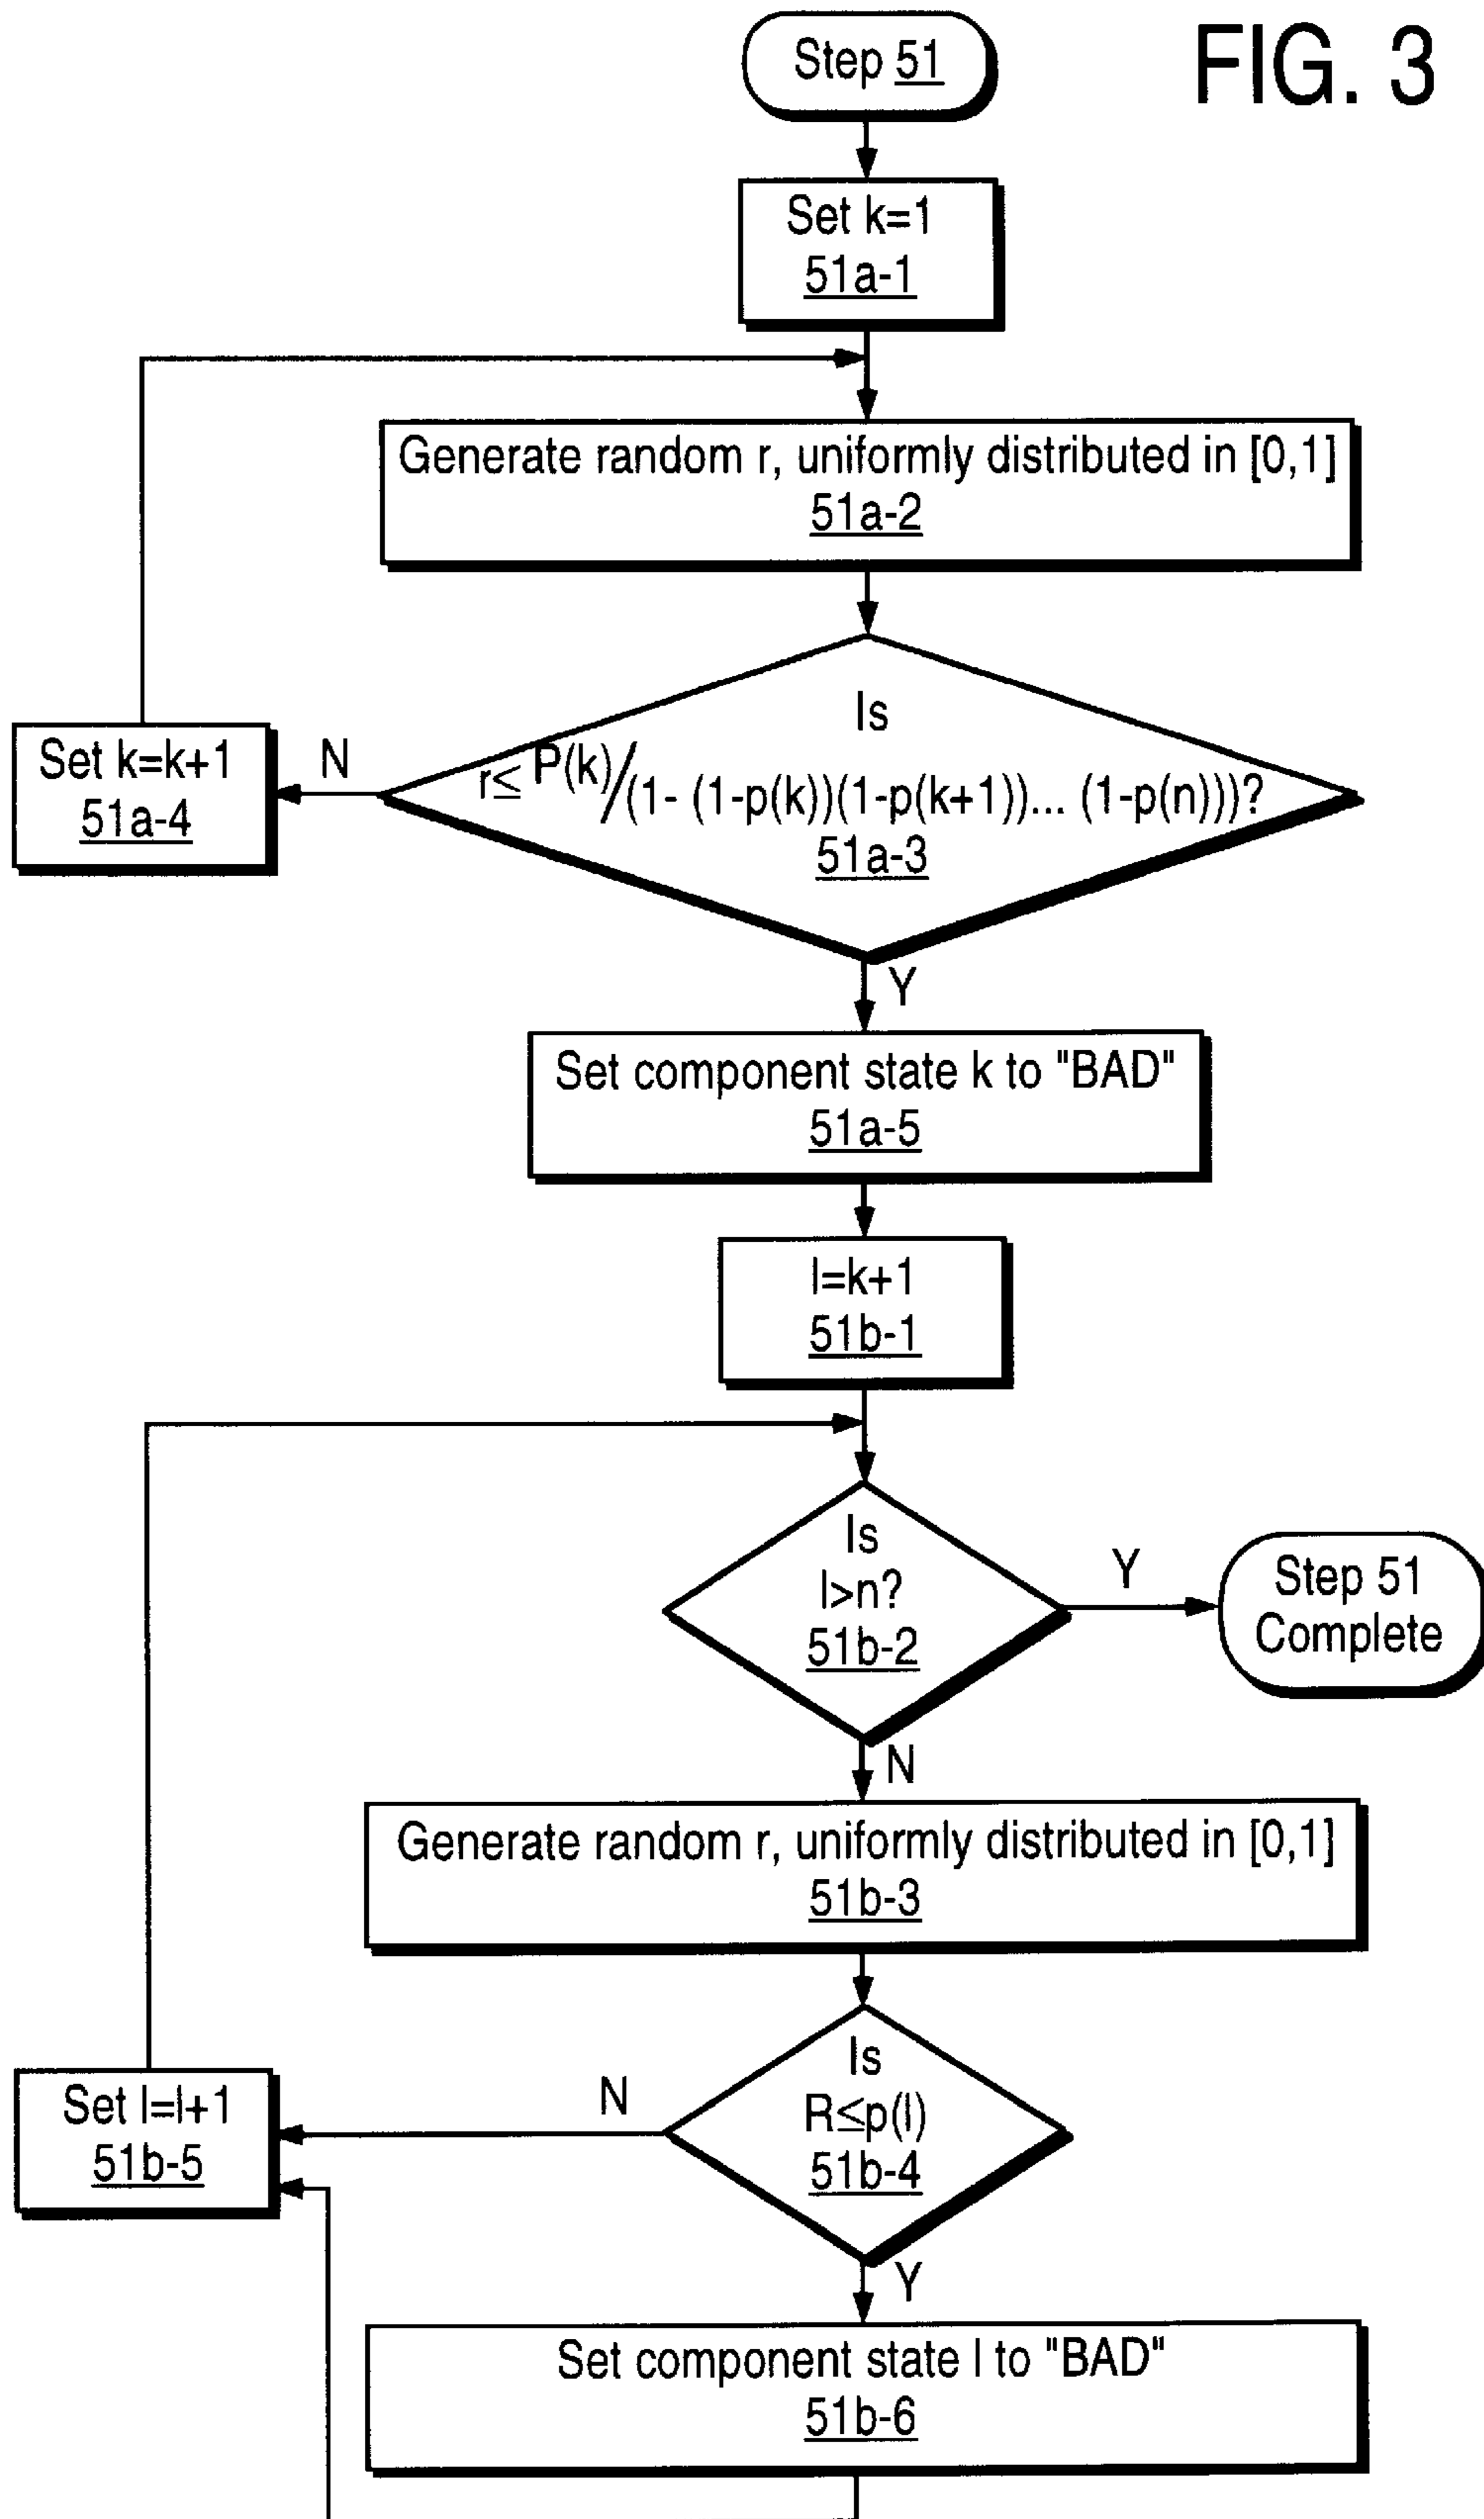 FIG. 3
Step 51
Set k=1
51a-1
Generate random r, uniformly distributed in [0,1]
51a-2
Is
r≤ P(k)/(1- (1-p(k))(1-p(k+1))... (1-p(n)))?
51a-3
N
Set k=k+1
51a-4
Y
Set component state k to "BAD"
51a-5
l=k+1
51b-1
Is
l>n?
51b-2
Y
Step 51
Complete
N
Generate random r, uniformly distributed in [0,1]
51b-3
Is
R≤p(l)
51b-4
N
Set l=l+1
51b-5
Y
Set component state l to "BAD"
51b-6